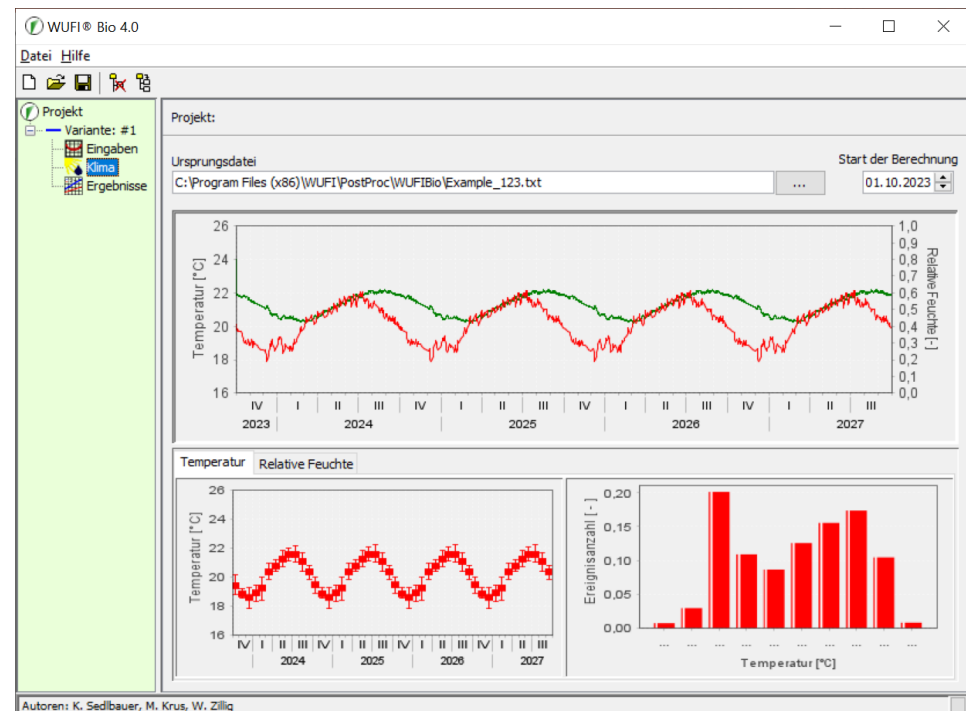 WUFI® Bio 4.0
Datei Hilfe
Projekt
Variante: #1
Eingaben
Klima
Ergebnisse
Projekt:
Ursprungsdatei
Start der Berechnung
C:\Program Files (x86)\WUFI\PostProc\WUFIBio\Example_123.txt
...
01.10.2023
Temperatur [°C]
26
24
22
20
18
16
1,0
0,9
0,8
0,7
0,6
0,5
0,4
0,3
0,2
0,1
0,0
Relative Feuchte [-]
IV I II III IV I II III IV I II III IV I II III
2023 2024 2025 2026 2027
Temperatur Relative Feuchte
Temperatur [°C]
26
24
22
20
18
16
IV I II III IV I II III IV I II III IV I II III
2024 2025 2026 2027
Ereignisanzahl [ - ]
0,20
0,15
0,10
0,05
0,00
... ... ... ... ... ... ... ... ... ...
Temperatur [°C]
Autoren: K. Sedlbauer, M. Krus, W. Zillig